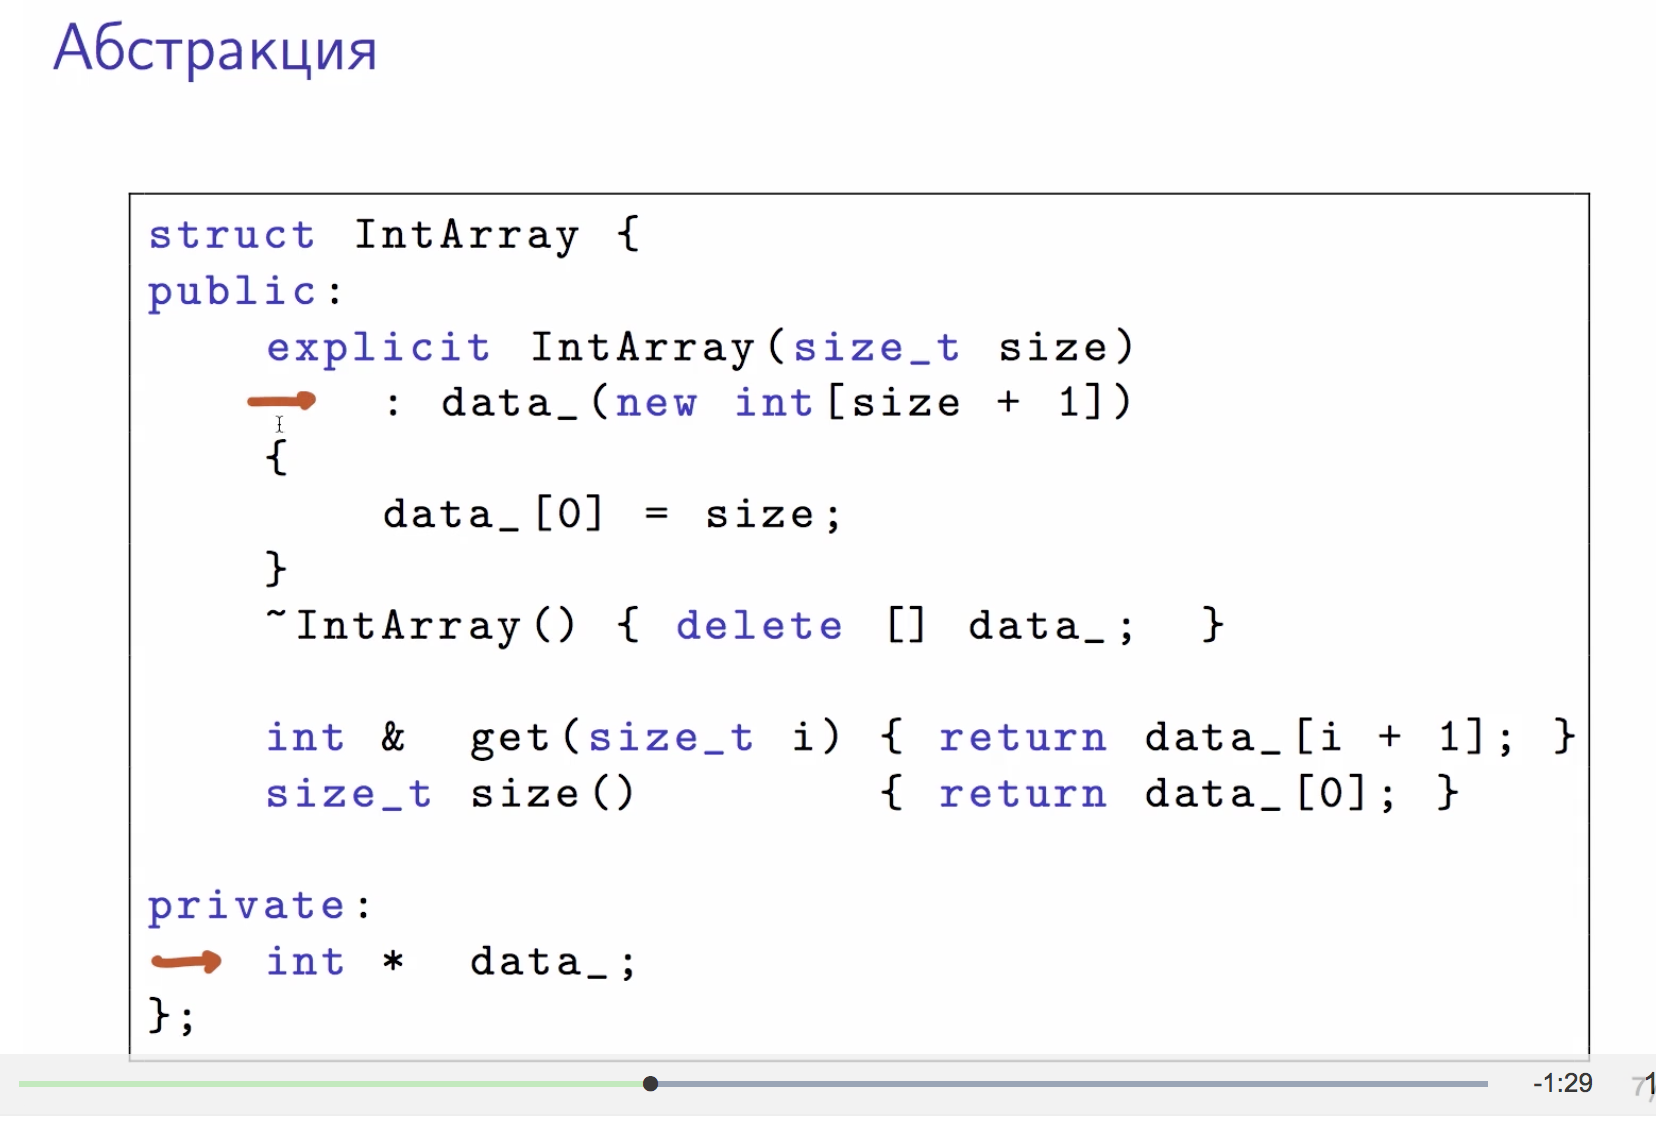 Абстракция
struct IntArray {
public:
explicit IntArray(size_t size)
: data_(new int[size + 1])
{
data_[0] = size;
}
~IntArray() { delete [] data_; }
int & get(size_t i) { return data_[i + 1]; }
size_t size() { return data_[0]; }
private:
int * data_;
};
-1:29